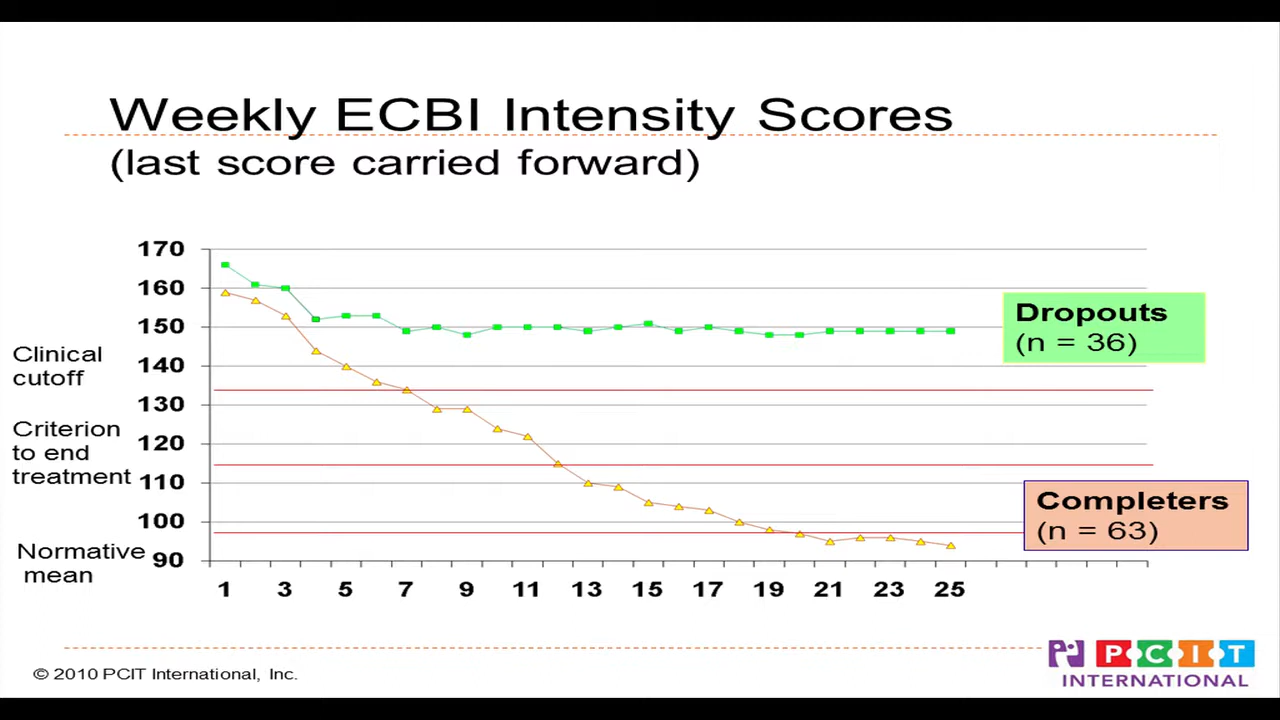 Weekly ECBI Intensity Scores
(last score carried forward)
170
160
150
140
130
120
110
100
90
Clinical
cutoff
Criterion
to end
treatment
Normative
mean
Dropouts
(n = 36)
Completers
(n = 63)
1 3 5 7 9 11 13 15 17 19 21 23 25
© 2010 PCIT International, Inc.
PCIT
INTERNATIONAL